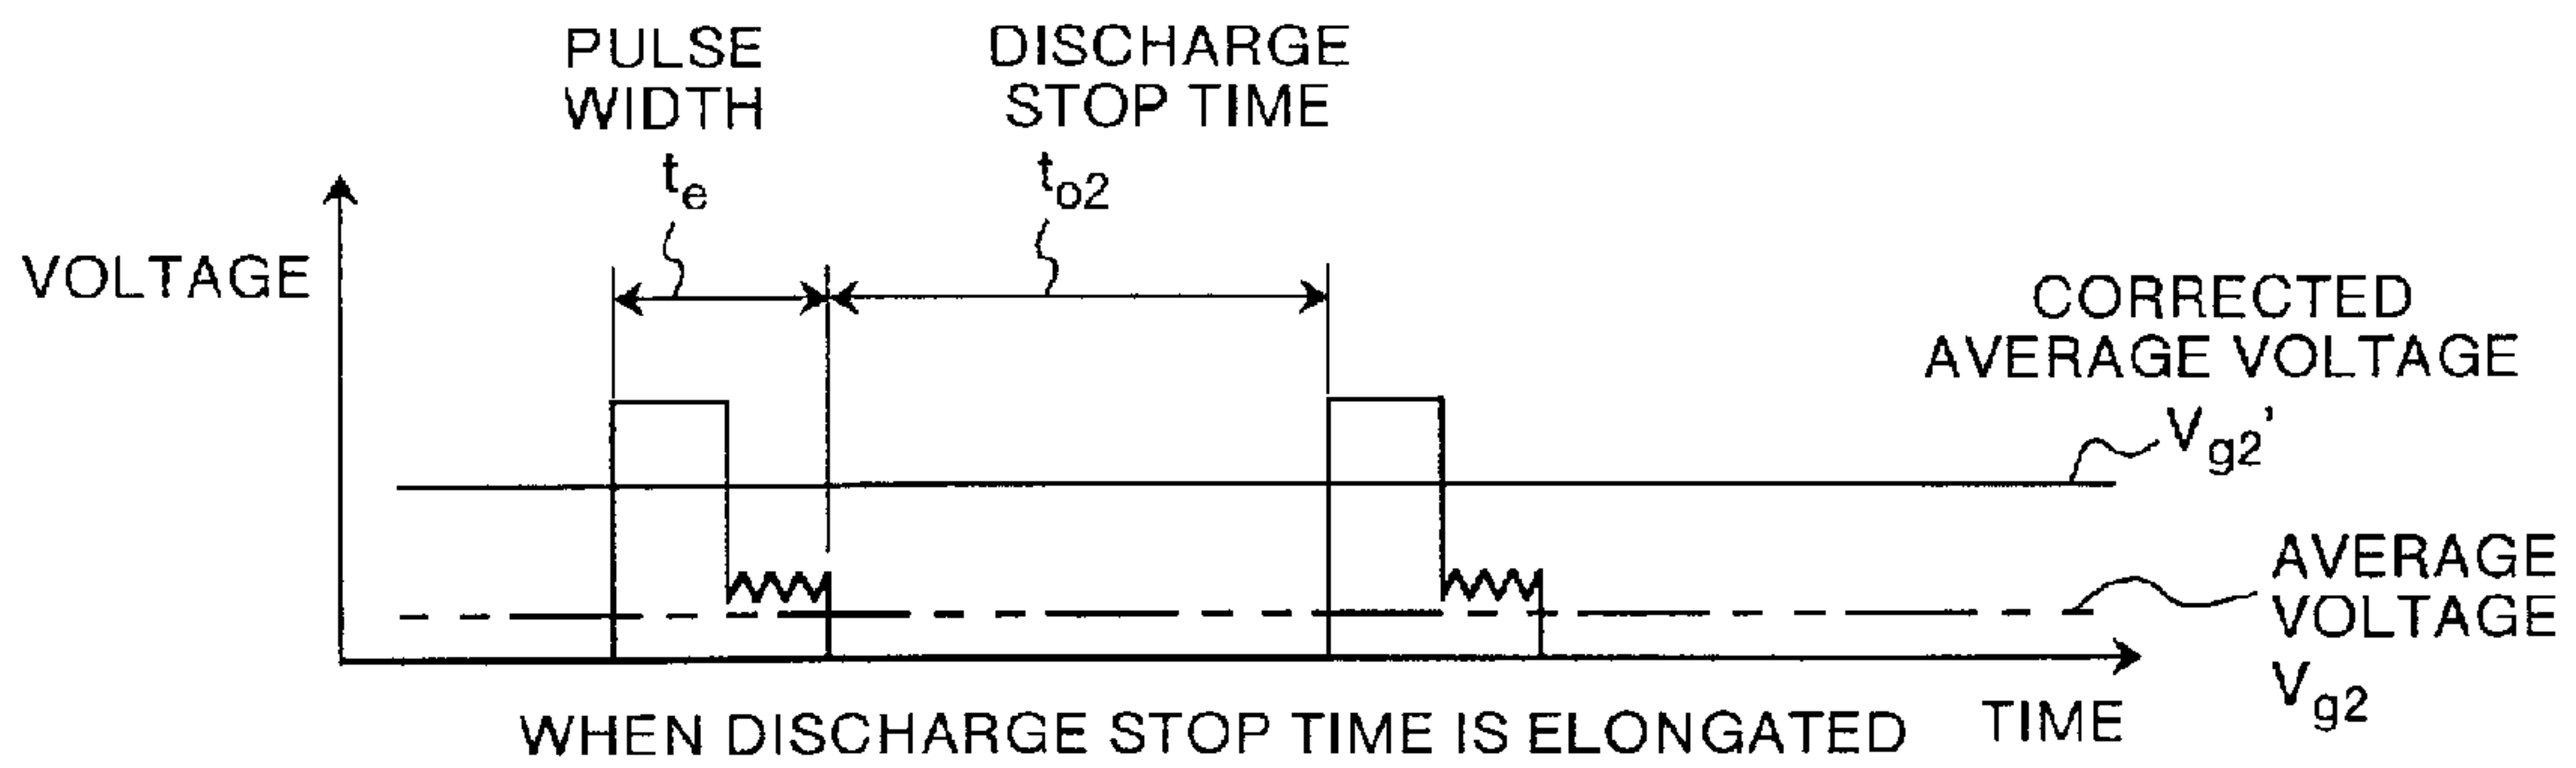 PULSE
WIDTH
te
DISCHARGE
STOP TIME
to2
VOLTAGE
CORRECTED
AVERAGE VOLTAGE
Vg2'
AVERAGE
VOLTAGE
Vg2
TIME
WHEN DISCHARGE STOP TIME IS ELONGATED